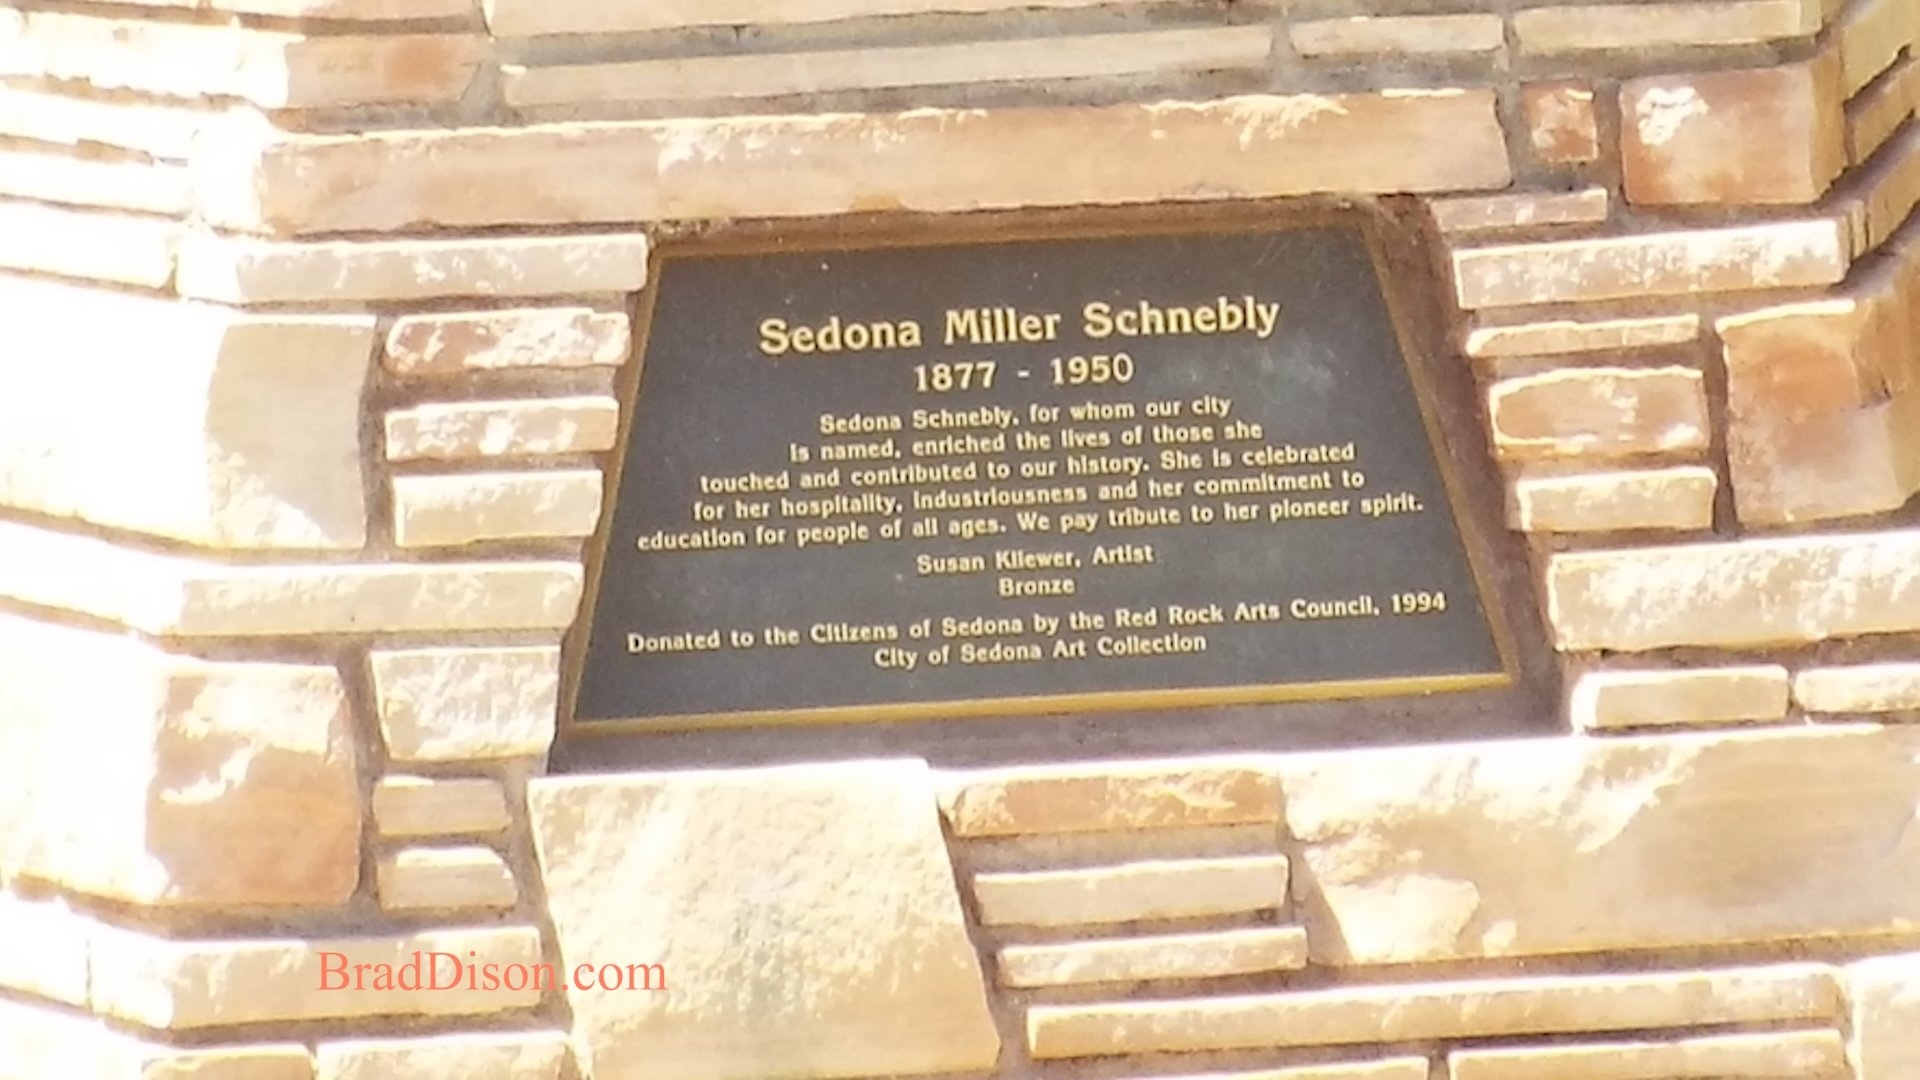 Sedona Miller Schnebly
1877 - 1950
Sedona Schnebly, for whom our city
is named, enriched the lives of those she
touched and contributed to our history. She is celebrated
for her hospitality, industriousness and her commitment to
education for people of all ages. We pay tribute to her pioneer spirit.
Susan Kliewer, Artist
Bronze
Donated to the Citizens of Sedona by the Red Rock Arts Council, 1994
City of Sedona Art Collection
BradDison.com